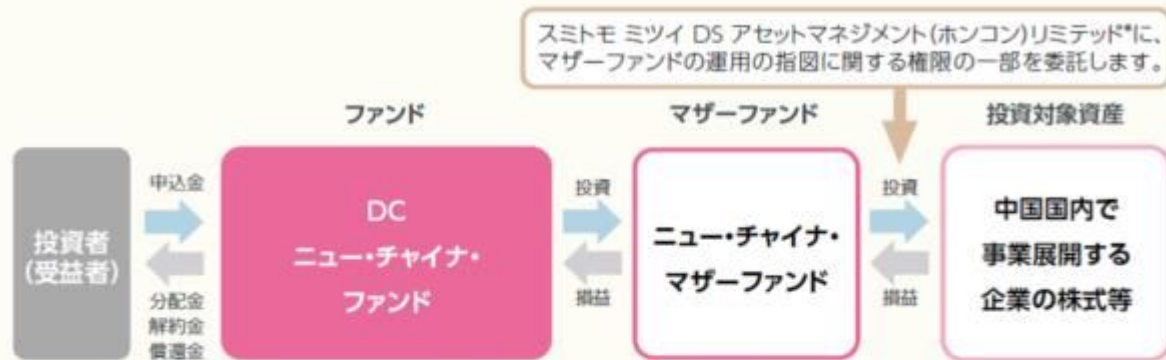 スミトモ ミツイ DS アセットマネジメント(ホンコン)リミテッド*に、
マザーファンドの運用の指図に関する権限の一部を委託します。
ファンド
マザーファンド
投資対象資産
投資者
(受益者)
申込金
分配金
解約金
償還金
DC
ニュー・チャイナ・
ファンド
投資
損益
ニュー・チャイナ・
マザーファンド
投資
損益
中国国内で
事業展開する
企業の株式等